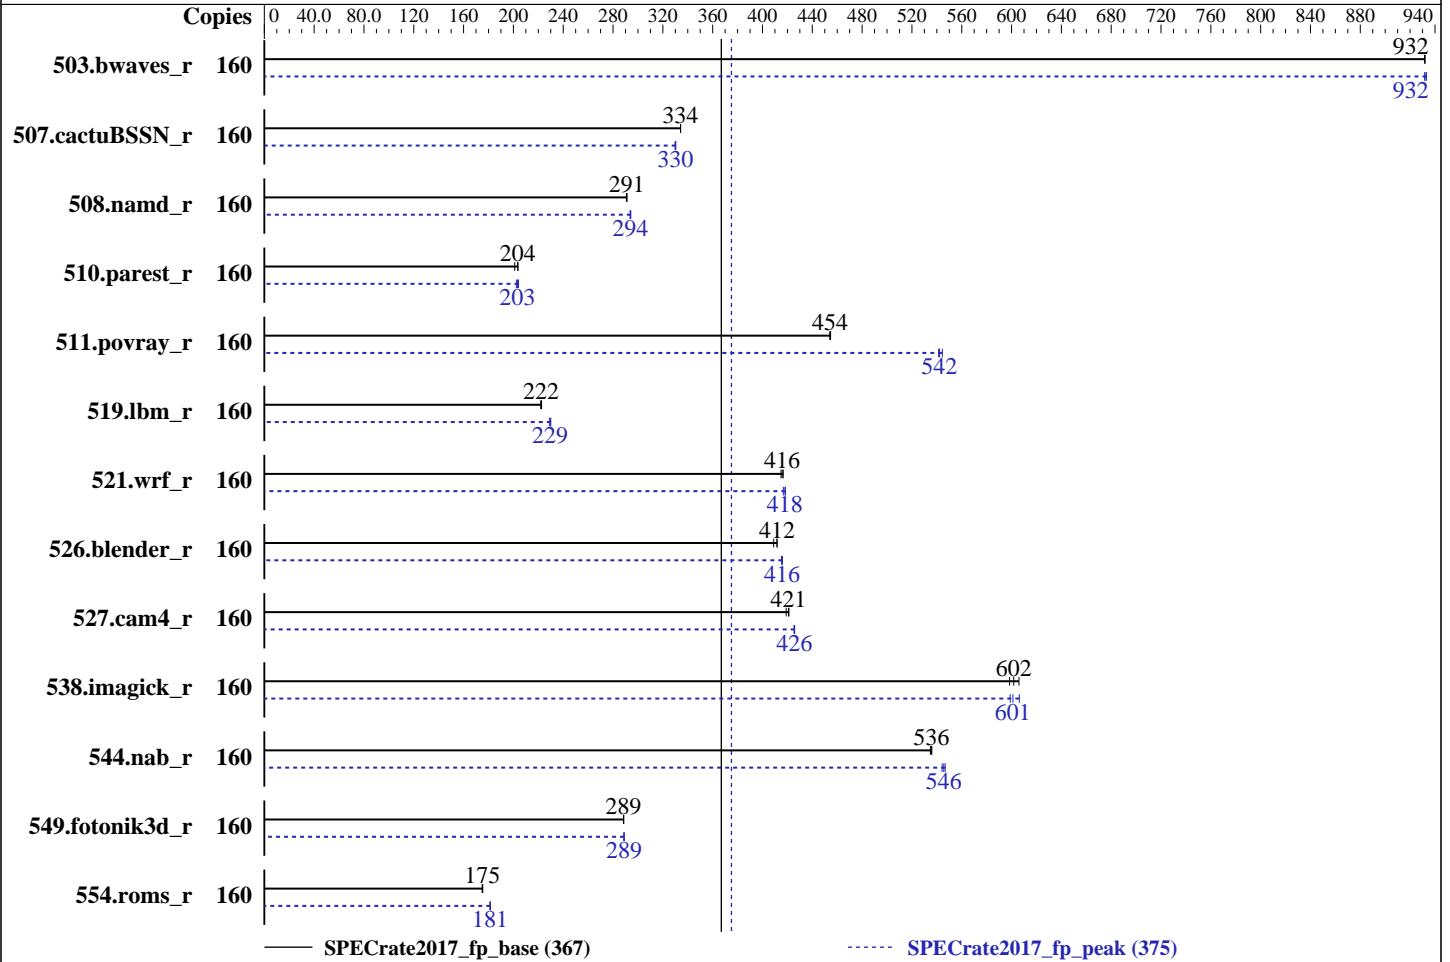 Copies 0 40.0 80.0 120 160 200 240 280 320 360 400 440 480 520 560 600 640 680 720 760 800 840 880 940
503.bwaves_r 160 932
932
507.cactuBSSN_r 160 334
330
508.namd_r 160 291
294
510.parest_r 160 204
203
511.povray_r 160 454
542
519.lbm_r 160 222
229
521.wrf_r 160 416
418
526.blender_r 160 412
416
527.cam4_r 160 421
426
538.imagick_r 160 602
601
544.nab_r 160 536
546
549.fotonik3d_r 160 289
289
554.roms_r 160 175
181
SPECrate2017_fp_base (367) SPECrate2017_fp_peak (375)